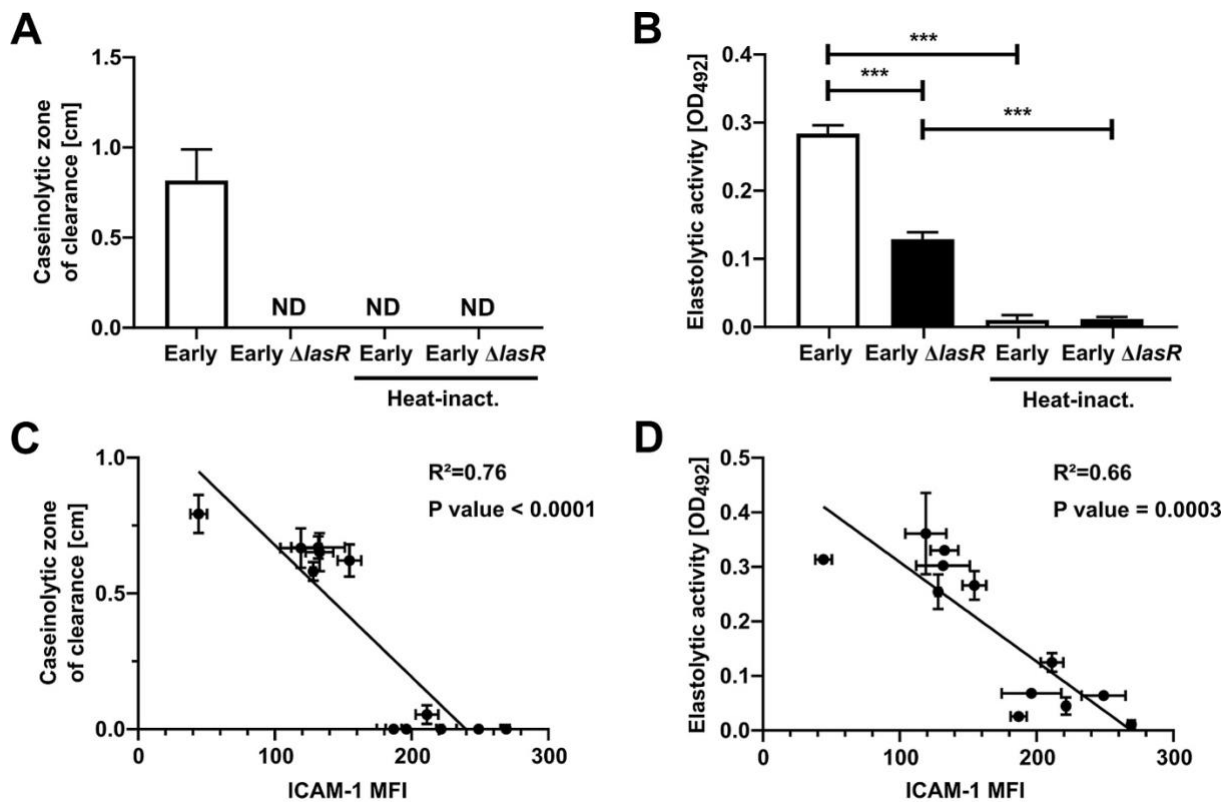 A
Caseinolytic zone
of clearance [cm]
1.5
1.0
0.5
0.0
ND
ND
ND
Early
Early ΔlasR
Early
Early ΔlasR
Heat-inact.
B
Elastolytic activity [OD492]
0.4
0.3
0.2
0.1
0.0
***
***
***
Early
Early ΔlasR
Early
Early ΔlasR
Heat-inact.
C
Caseinolytic zone
of clearance [cm]
1.0
0.5
0.0
R²=0.76
P value < 0.0001
0
100
200
300
ICAM-1 MFI
D
Elastolytic activity [OD492]
0.5
0.4
0.3
0.2
0.1
0.0
R²=0.66
P value = 0.0003
0
100
200
300
ICAM-1 MFI